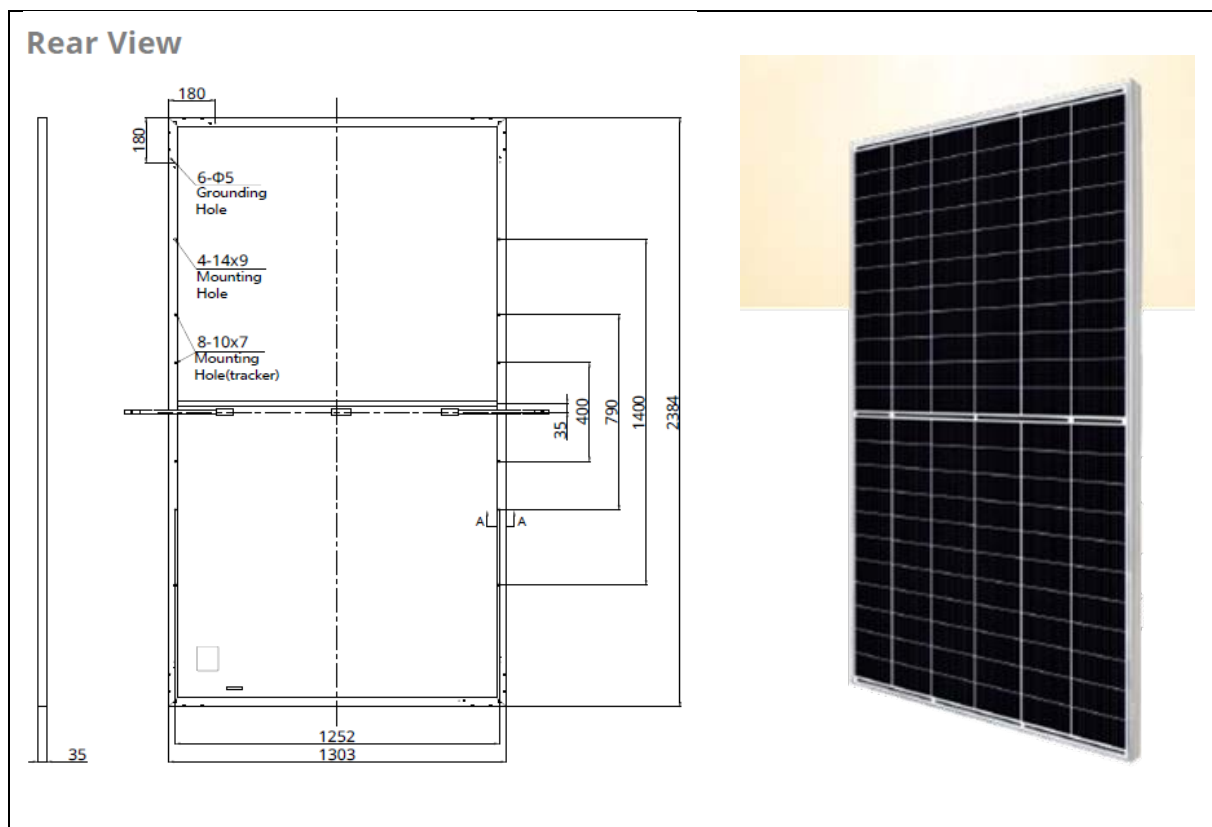 Rear View
180
180
6-Φ5
Grounding
Hole
4-14x9
Mounting
Hole
8-10x7
Mounting
Hole(tracker)
35
400
790
1400
2384
A
A
1252
1303
35